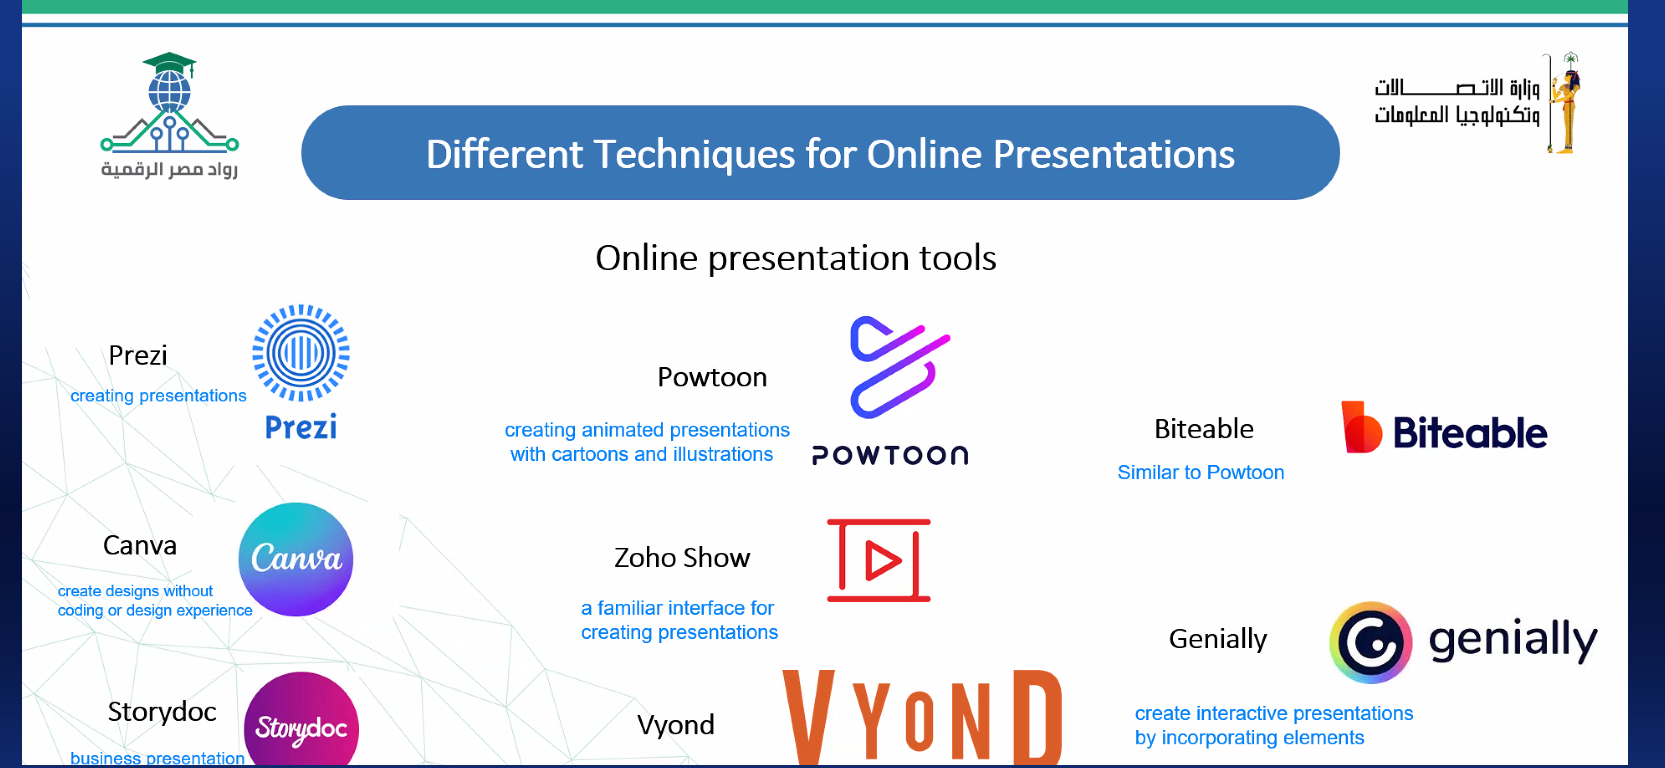 رواد مصر الرقمية
وزارة الاتصالات
وتكنولوجيا المعلومات
Different Techniques for Online Presentations
Online presentation tools
Prezi
creating presentations
Prezi
Powtoon
creating animated presentations
with cartoons and illustrations
POWTOON
Biteable
Similar to Powtoon
Biteable
Canva
create designs without
coding or design experience
Canva
Zoho Show
a familiar interface for
creating presentations
Genially
genially
create interactive presentations
by incorporating elements
Storydoc
business presentation
Storydoc
Vyond
VYOND